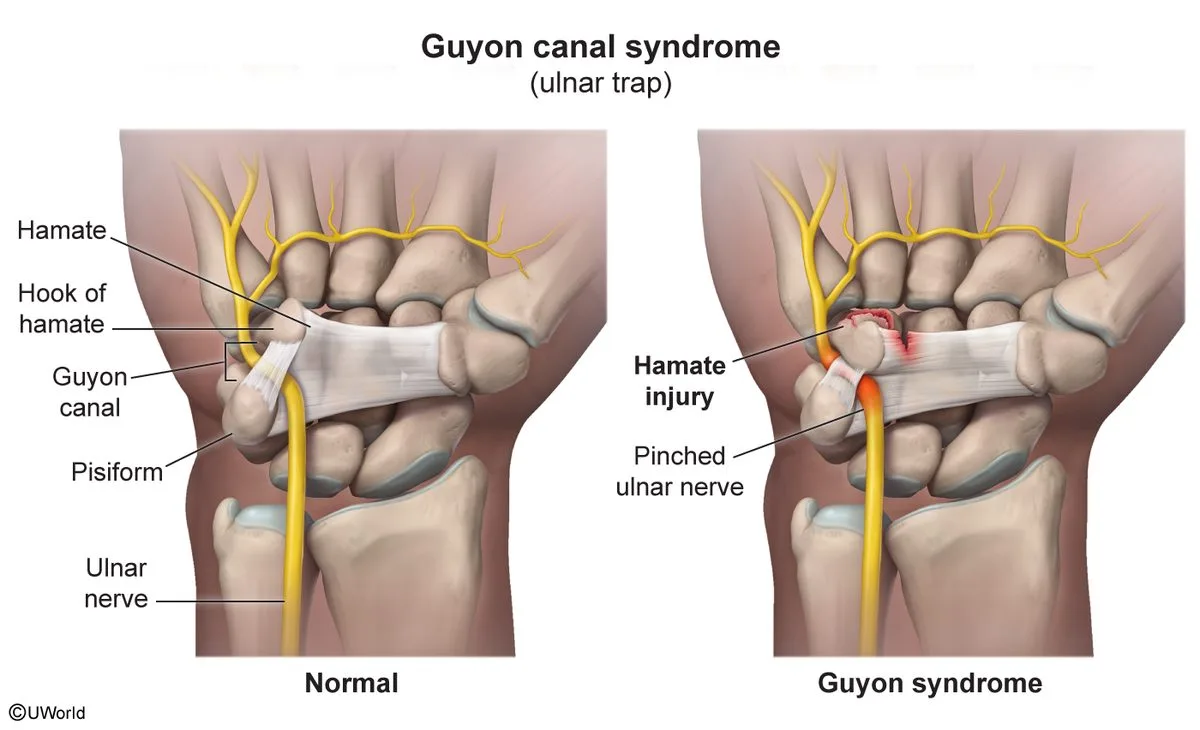 Guyon canal syndrome
(ulnar trap)
Hamate
Hook of
hamate
Guyon
canal
Pisiform
Ulnar
nerve
Normal
Hamate
injury
Pinched
ulnar nerve
Guyon syndrome
©UWorld